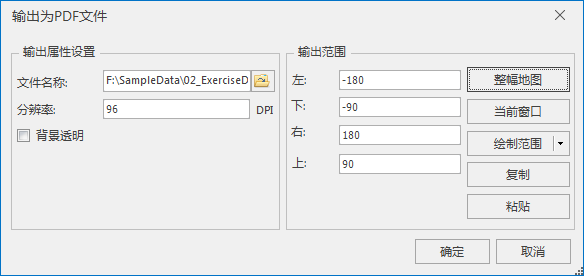 输出为PDF文件
输出属性设置
文件名称: F:\SampleData\02_ExerciseD
分辨率: 96 DPI
背景透明
输出范围
左: -180
下: -90
右: 180
上: 90
整幅地图
当前窗口
绘制范围
复制
粘贴
确定 取消